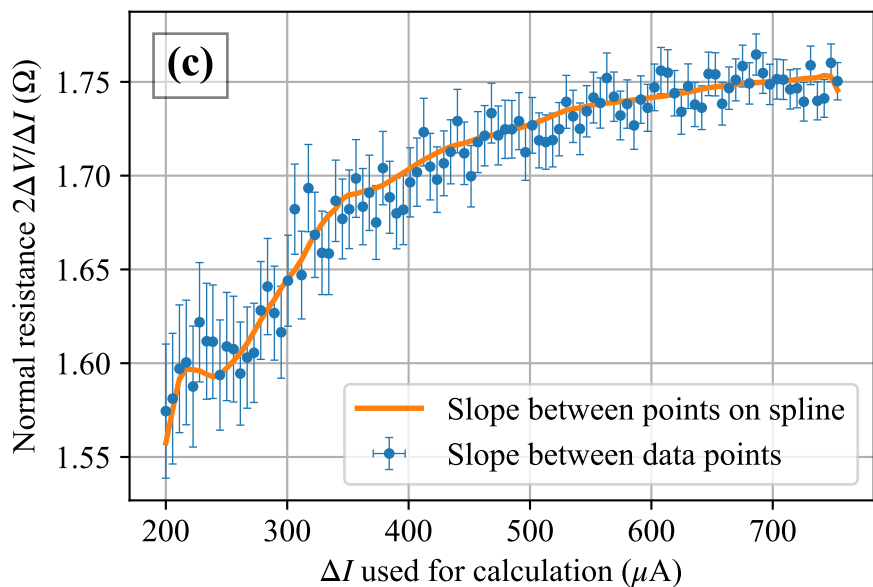 (c)
Normal resistance 2ΔV/ΔI (Ω)
1.75
1.70
1.65
1.60
1.55
Slope between points on spline
Slope between data points
200 300 400 500 600 700
ΔI used for calculation (μA)